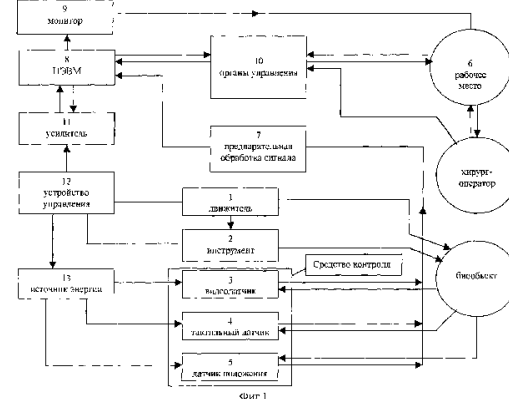 9
монитор
8
ПЭВМ
10
органы управления
6
рабочее
место
11
усилитель
7
предварительная
обработка сигнала
хирург-
оператор
12
устройство
управления
1
движитель
2
инструмент
Средство контроля
биообъект
13
источник энергии
3
видеодатчик
4
тактильный датчик
5
датчик положения
Фиг 1